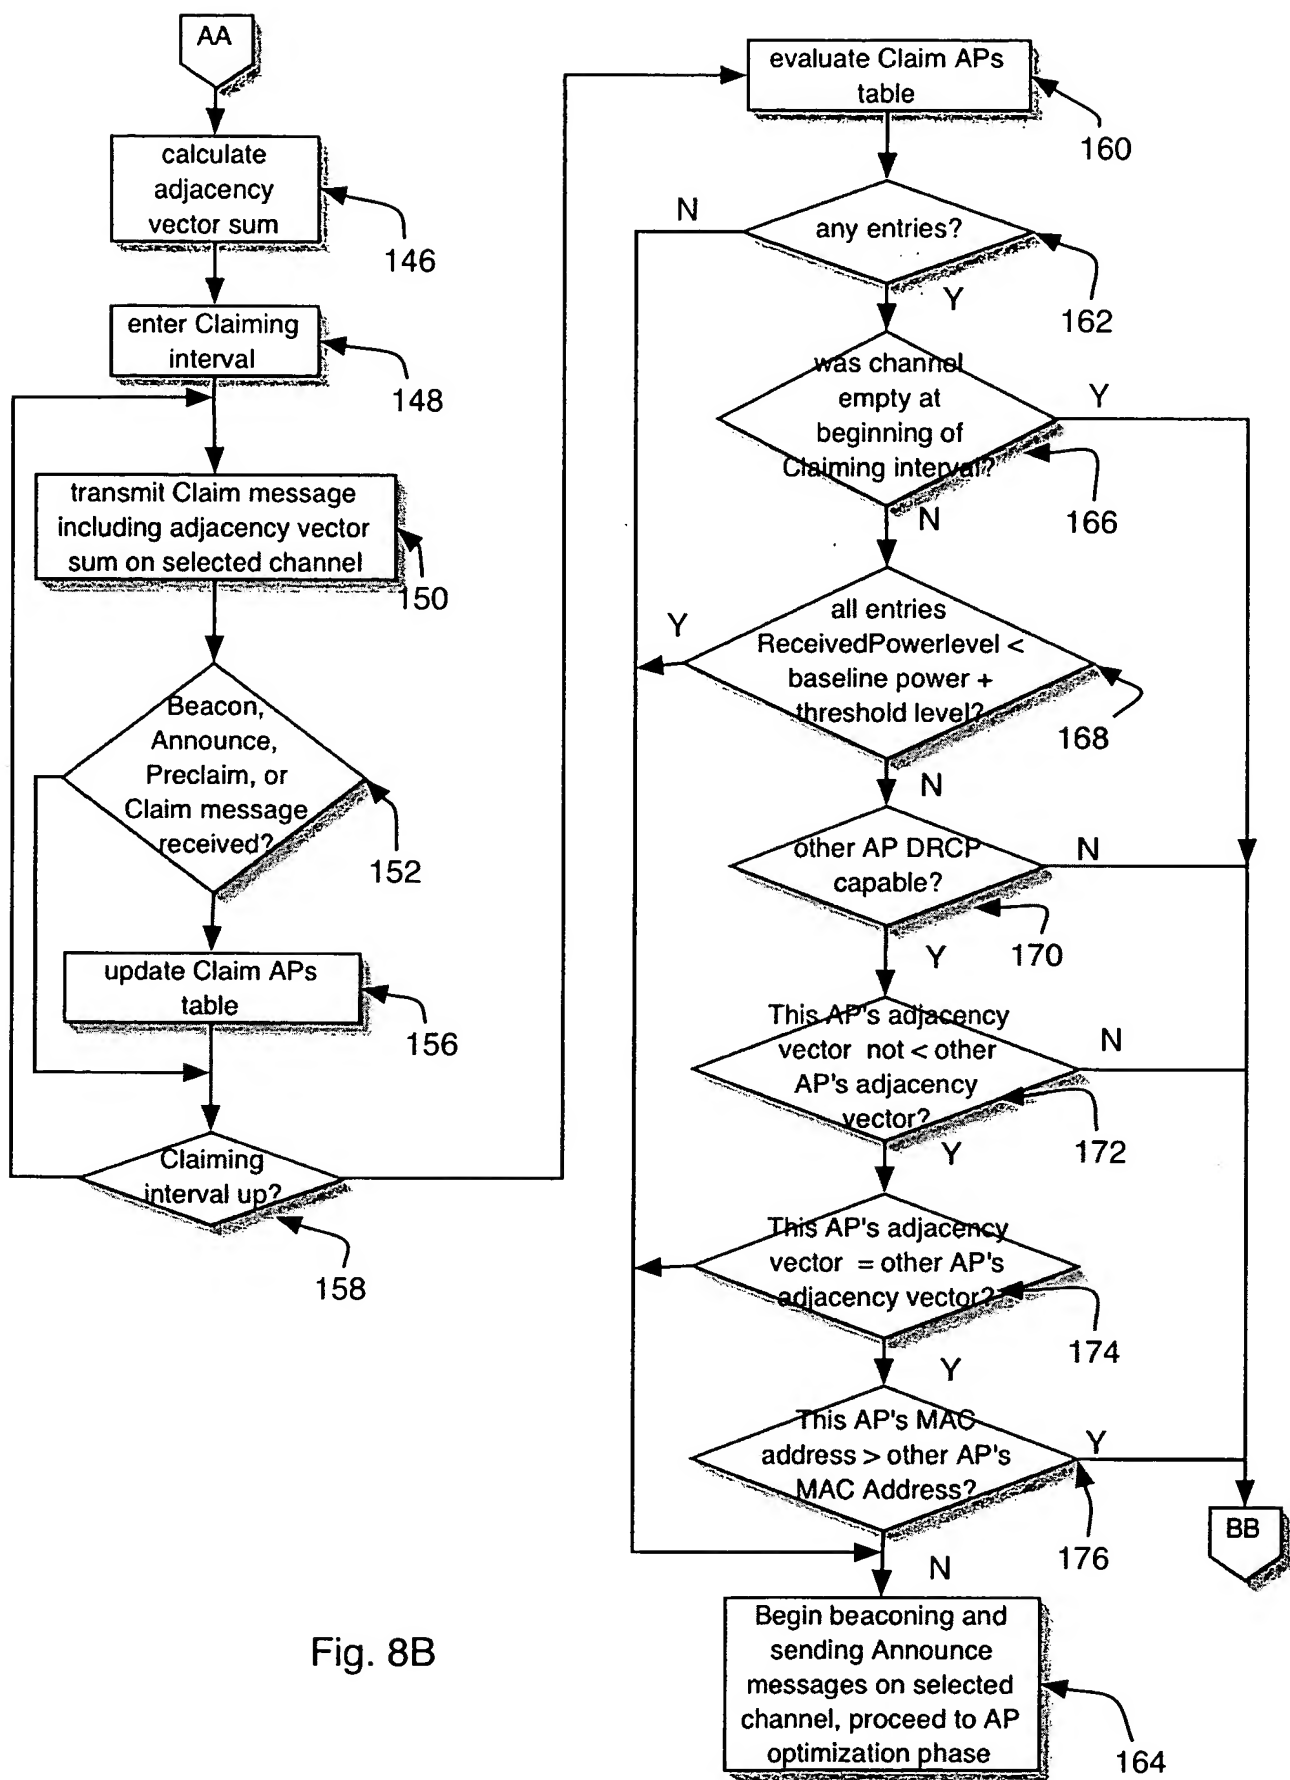 AA
calculate
adjacency
vector sum
146
enter Claiming
interval
148
transmit Claim message
including adjacency vector
sum on selected channel
150
Beacon,
Announce,
Preclaim, or
Claim message
received?
152
update Claim APs
table
156
Claiming
interval up?
158
evaluate Claim APs
table
160
any entries?
N
Y
162
was channel
empty at
beginning of
Claiming interval?
Y
N
166
all entries
ReceivedPowerlevel <
baseline power +
threshold level?
Y
N
168
other AP DRCP
capable?
N
Y
170
This AP's adjacency
vector not < other
AP's adjacency
vector?
N
Y
172
This AP's adjacency
vector = other AP's
adjacency vector?
Y
174
This AP's MAC
address > other AP's
MAC Address?
Y
N
176
BB
Begin beaconing and
sending Announce
messages on selected
channel, proceed to AP
optimization phase
164
Fig. 8B